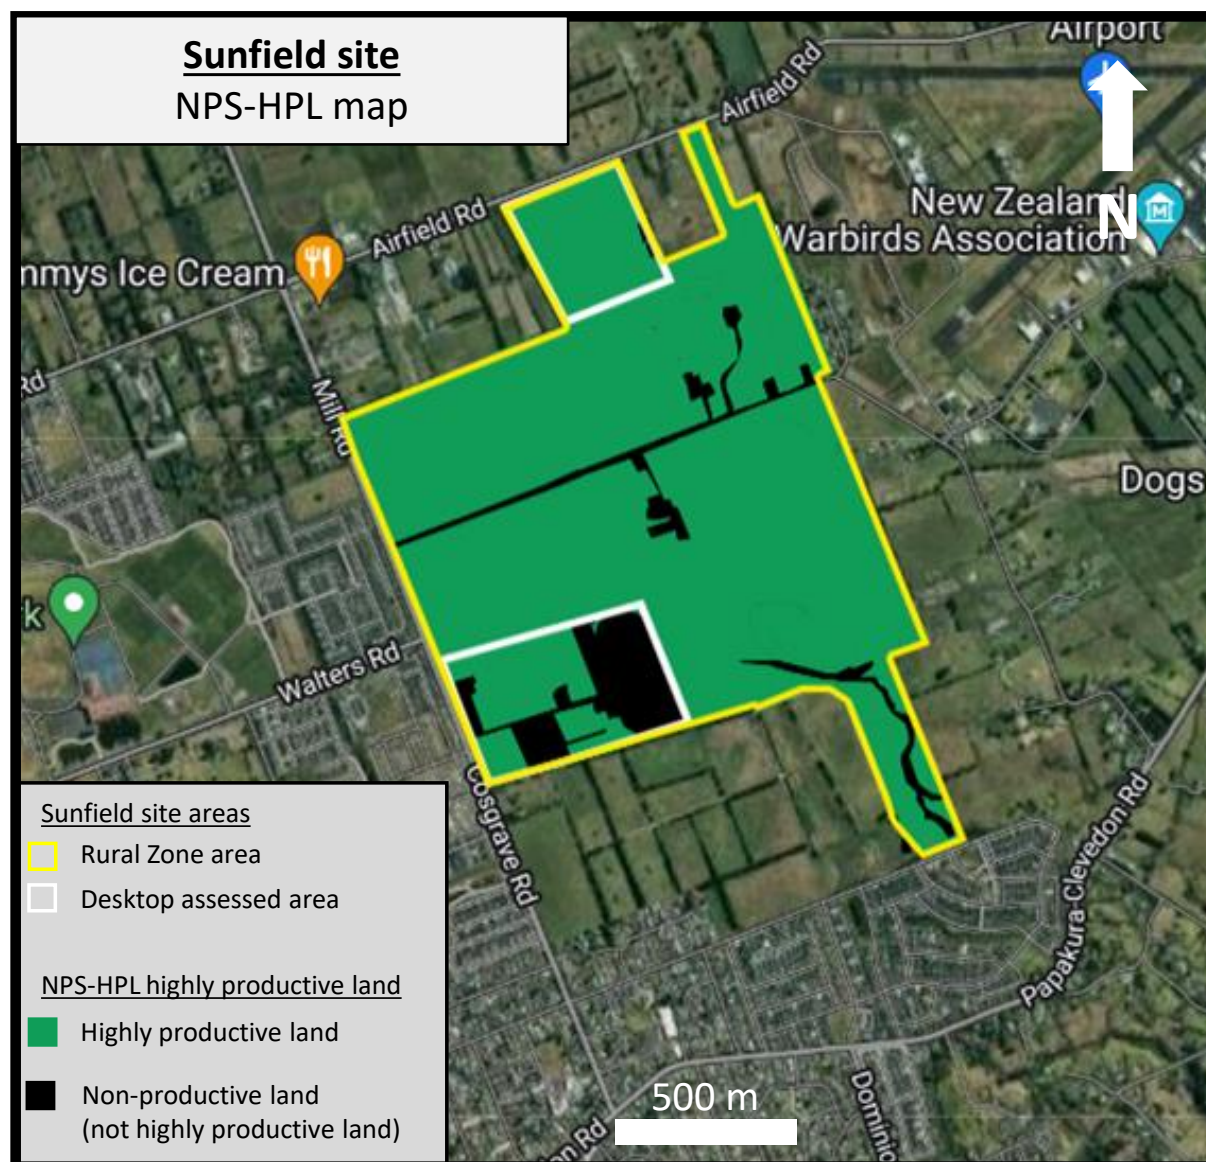 Sunfield site
NPS-HPL map
Airport
Airfield Rd
New Zealand
Warbirds Association
N
Airfield Rd
mmys Ice Cream
Rd
Mill Rd
Dogs
k
Walters Rd
Cosgrave Rd
Papakura-Clevedon Rd
Sunfield site areas
Rural Zone area
Desktop assessed area
NPS-HPL highly productive land
Highly productive land
Non-productive land
(not highly productive land)
500 m
Dominio
on Rd